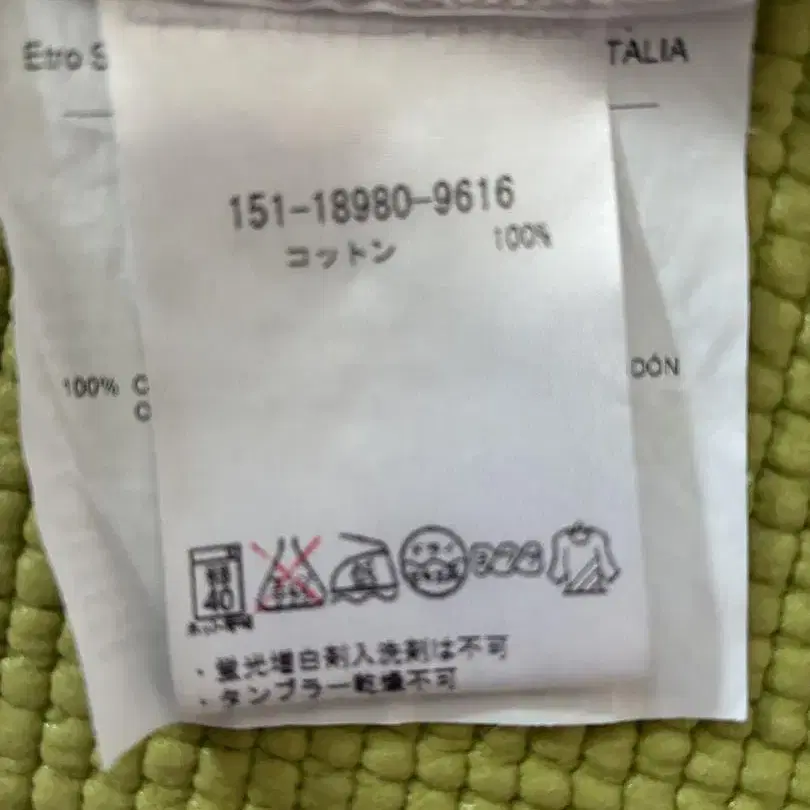 Etro S
TALIA
151-18980-9616
コットン 100%
100% C
C
DÓN
40
・蛍光増白剤入洗剤は不可
・タンブラー乾燥不可